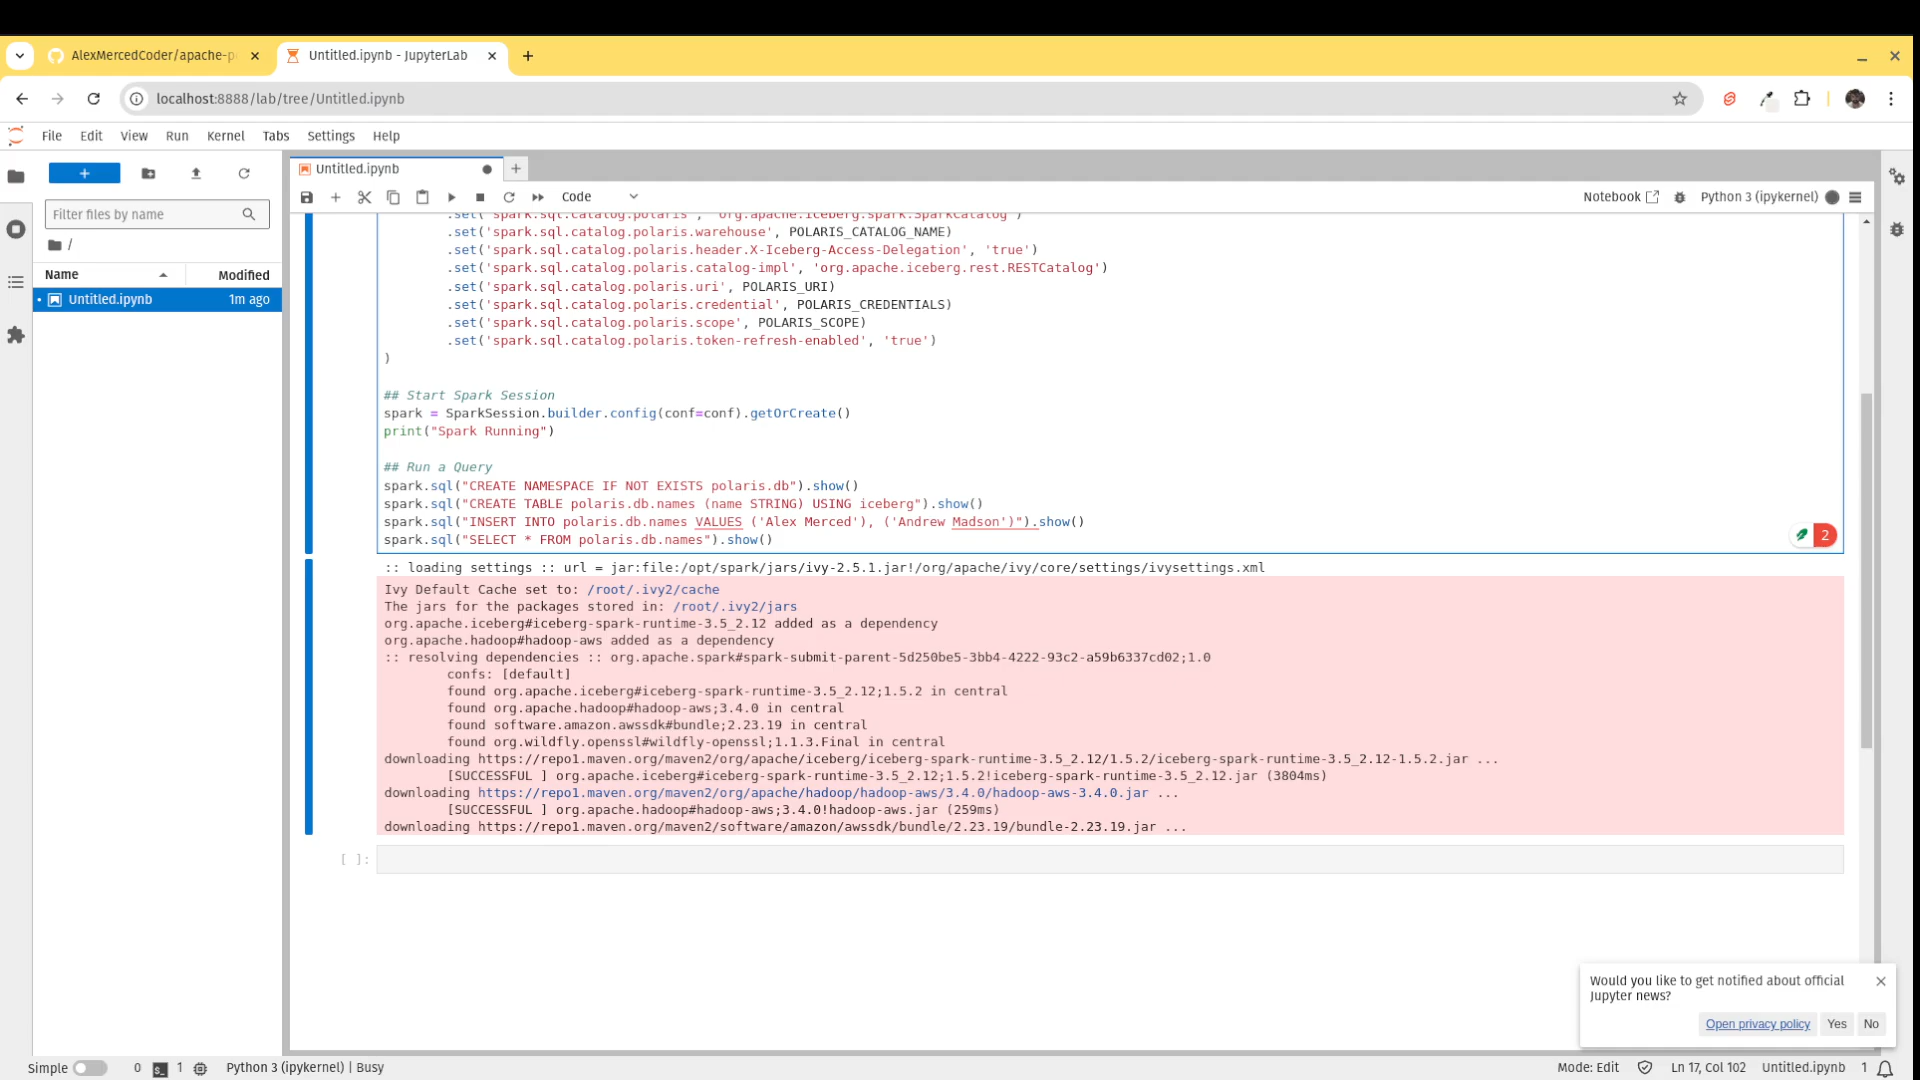 AlexMercedCoder/apache-p
Untitled.ipynb - JupyterLab
localhost:8888/lab/tree/Untitled.ipynb
File Edit View Run Kernel Tabs Settings Help
Filter files by name
/
Name Modified
Untitled.ipynb 1m ago
Untitled.ipynb
Code
Notebook
Python 3 (ipykernel)
.set('spark.sql.catalog.polaris', 'org.apache.iceberg.spark.SparkCatalog')
.set('spark.sql.catalog.polaris.warehouse', POLARIS_CATALOG_NAME)
.set('spark.sql.catalog.polaris.header.X-Iceberg-Access-Delegation', 'true')
.set('spark.sql.catalog.polaris.catalog-impl', 'org.apache.iceberg.rest.RESTCatalog')
.set('spark.sql.catalog.polaris.uri', POLARIS_URI)
.set('spark.sql.catalog.polaris.credential', POLARIS_CREDENTIALS)
.set('spark.sql.catalog.polaris.scope', POLARIS_SCOPE)
.set('spark.sql.catalog.polaris.token-refresh-enabled', 'true')
)
## Start Spark Session
spark = SparkSession.builder.config(conf=conf).getOrCreate()
print("Spark Running")
## Run a Query
spark.sql("CREATE NAMESPACE IF NOT EXISTS polaris.db").show()
spark.sql("CREATE TABLE polaris.db.names (name STRING) USING iceberg").show()
spark.sql("INSERT INTO polaris.db.names VALUES ('Alex Merced'), ('Andrew Madson')").show()
spark.sql("SELECT * FROM polaris.db.names").show()
2
:: loading settings :: url = jar:file:/opt/spark/jars/ivy-2.5.1.jar!/org/apache/ivy/core/settings/ivysettings.xml
Ivy Default Cache set to: /root/.ivy2/cache
The jars for the packages stored in: /root/.ivy2/jars
org.apache.iceberg#iceberg-spark-runtime-3.5_2.12 added as a dependency
org.apache.hadoop#hadoop-aws added as a dependency
:: resolving dependencies :: org.apache.spark#spark-submit-parent-5d250be5-3bb4-4222-93c2-a59b6337cd02;1.0
confs: [default]
found org.apache.iceberg#iceberg-spark-runtime-3.5_2.12;1.5.2 in central
found org.apache.hadoop#hadoop-aws;3.4.0 in central
found software.amazon.awssdk#bundle;2.23.19 in central
found org.wildfly.openssl#wildfly-openssl;1.1.3.Final in central
downloading https://repo1.maven.org/maven2/org/apache/iceberg/iceberg-spark-runtime-3.5_2.12/1.5.2/iceberg-spark-runtime-3.5_2.12-1.5.2.jar ...
[SUCCESSFUL ] org.apache.iceberg#iceberg-spark-runtime-3.5_2.12;1.5.2!iceberg-spark-runtime-3.5_2.12.jar (3804ms)
downloading https://repo1.maven.org/maven2/org/apache/hadoop/hadoop-aws/3.4.0/hadoop-aws-3.4.0.jar ...
[SUCCESSFUL ] org.apache.hadoop#hadoop-aws;3.4.0!hadoop-aws.jar (259ms)
downloading https://repo1.maven.org/maven2/software/amazon/awssdk/bundle/2.23.19/bundle-2.23.19.jar ...
[ ]:
Would you like to get notified about official
Jupyter news?
Open privacy policy Yes No
Simple 0 1 Python 3 (ipykernel) | Busy
Mode: Edit Ln 17, Col 102 Untitled.ipynb 1